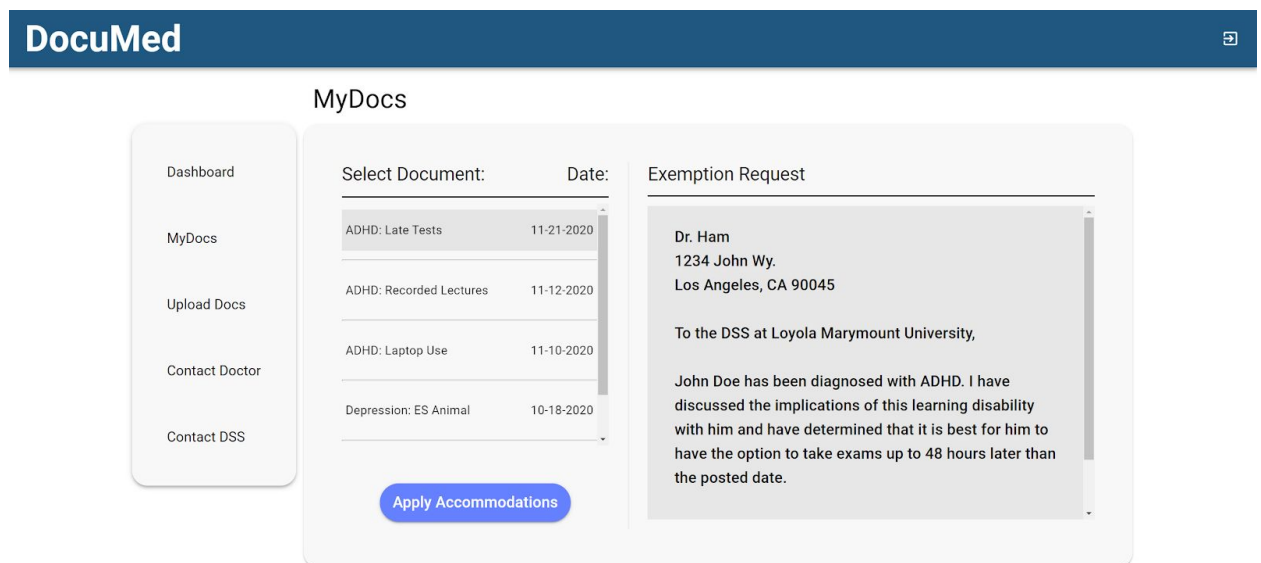 DocuMed
MyDocs
Dashboard
MyDocs
Upload Docs
Contact Doctor
Contact DSS
Select Document: Date:
ADHD: Late Tests 11-21-2020
ADHD: Recorded Lectures 11-12-2020
ADHD: Laptop Use 11-10-2020
Depression: ES Animal 10-18-2020
Apply Accommodations
Exemption Request
Dr. Ham
1234 John Wy.
Los Angeles, CA 90045
To the DSS at Loyola Marymount University,
John Doe has been diagnosed with ADHD. I have
discussed the implications of this learning disability
with him and have determined that it is best for him to
have the option to take exams up to 48 hours later than
the posted date.